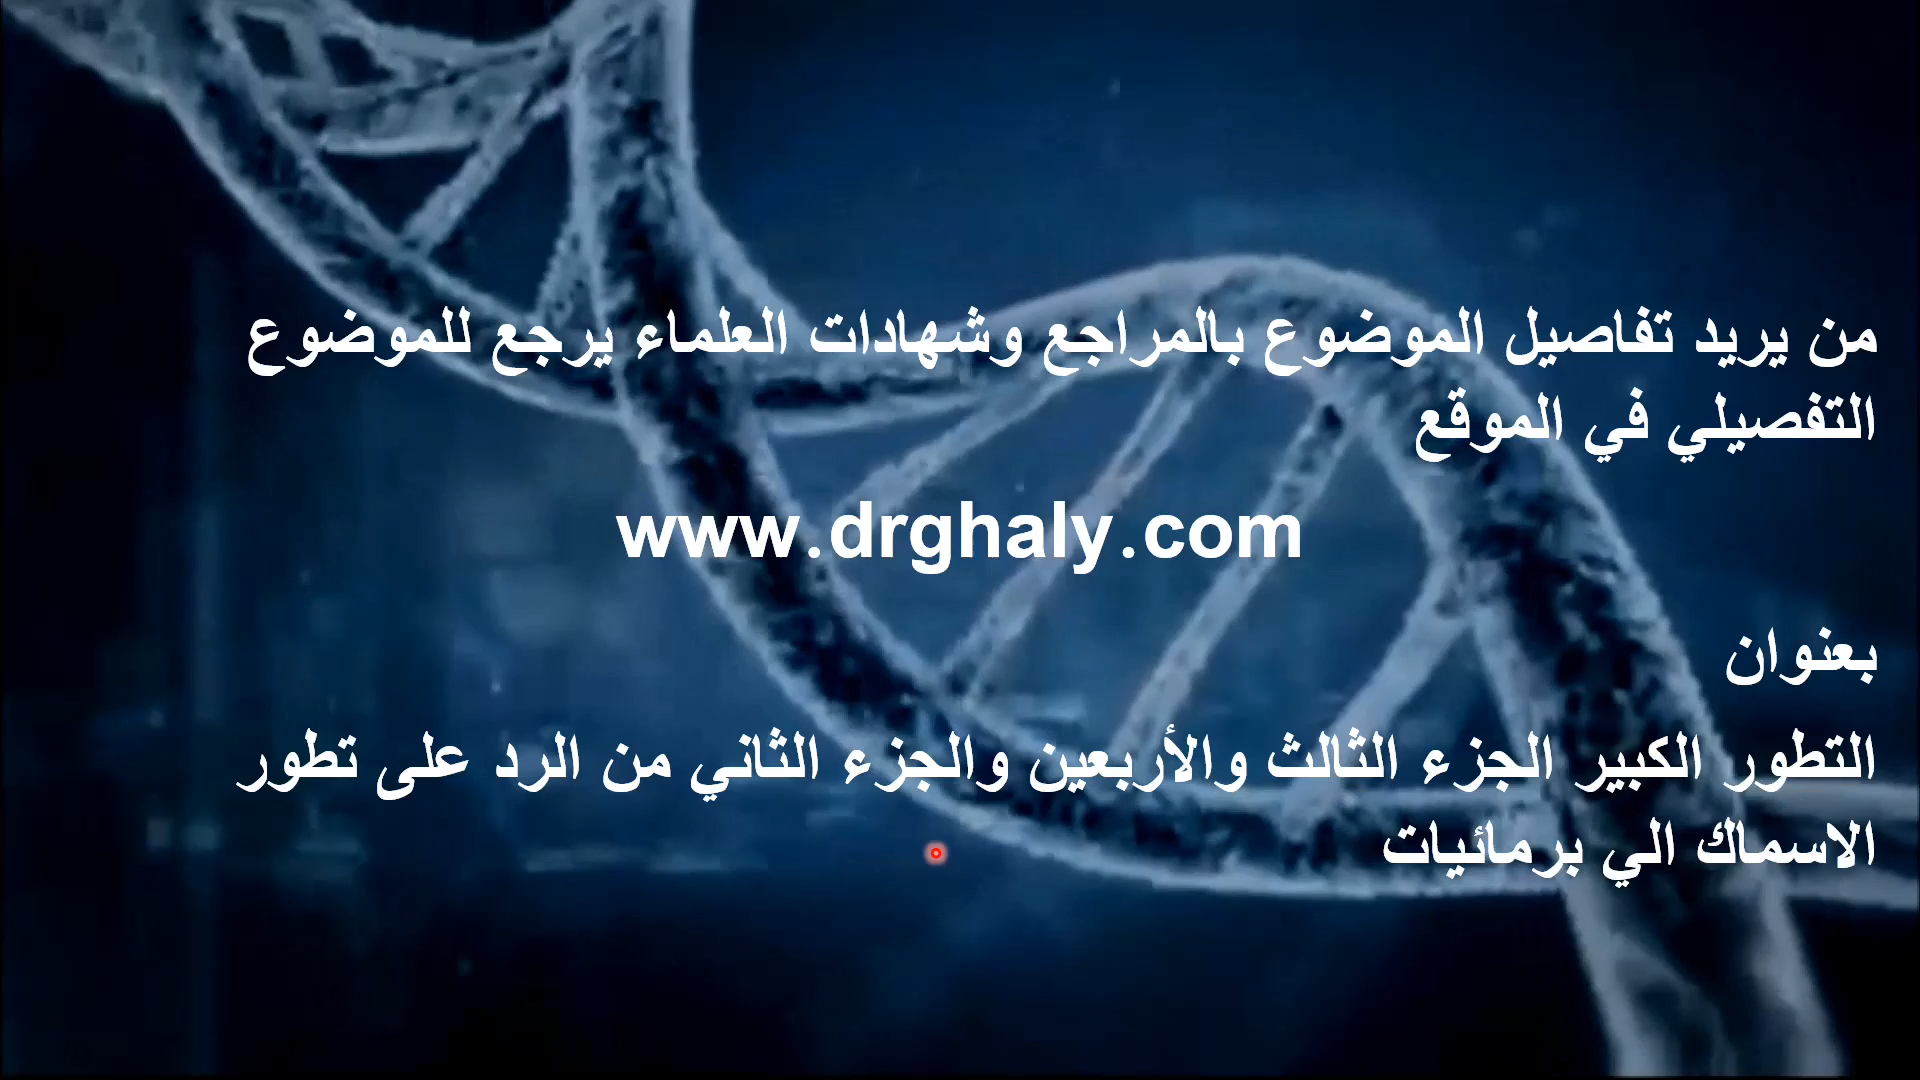 من يريد تفاصيل الموضوع بالمراجع وشهادات العلماء يرجع للموضوع
التفصيلي في الموقع
www.drghaly.com
بعنوان
التطور الكبير الجزء الثالث والأربعين والجزء الثاني من الرد على تطور
الاسماك الي برمائيات